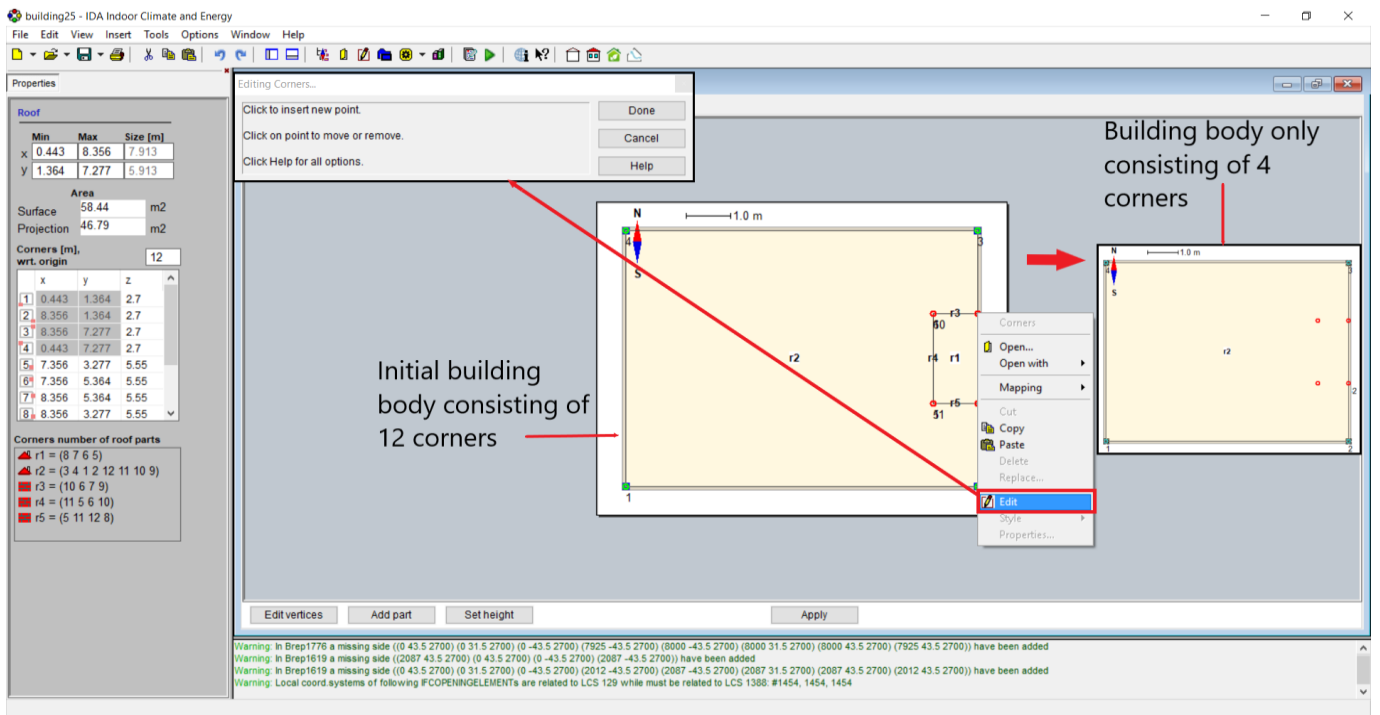 building25 - IDA Indoor Climate and Energy
File Edit View Insert Tools Options Window Help
Properties
Roof
Min Max Size [m]
x 0.443 8.356 7.913
y 1.364 7.277 5.913
Area
Surface 58.44 m2
Projection 46.79 m2
Corners [m],
wrt. origin 12
x y z
1 0.443 1.364 2.7
2 8.356 1.364 2.7
3 8.356 7.277 2.7
4 0.443 7.277 2.7
5 7.356 3.277 5.55
6 7.356 5.364 5.55
7 8.356 5.364 5.55
8 8.356 3.277 5.55
Corners number of roof parts
r1 = (8 7 6 5)
r2 = (3 4 1 2 12 11 10 9)
r3 = (10 6 7 9)
r4 = (11 5 6 10)
r5 = (5 11 12 8)
Editing Corners...
Click to insert new point.
Click on point to move or remove.
Click Help for all options.
Done
Cancel
Help
Initial building
body consisting of
12 corners
N
1.0 m
4
3
S
r3
r2
r4 r1
r5
1
Corners
Open...
Open with
Mapping
Cut
Copy
Paste
Delete
Replace...
Edit
Style
Properties...
Building body only
consisting of 4
corners
N
1.0 m
4
3
S
r2
2
1
2
Edit vertices Add part Set height Apply
Warning: In Brep1776 a missing side ((0 43.5 2700) (0 31.5 2700) (0 -43.5 2700) (7925 -43.5 2700) (8000 -43.5 2700) (8000 31.5 2700) (8000 43.5 2700) (7925 43.5 2700)) have been added
Warning: In Brep1619 a missing side ((2087 43.5 2700) (0 43.5 2700) (0 -43.5 2700) (2087 -43.5 2700)) have been added
Warning: In Brep1619 a missing side ((0 43.5 2700) (0 31.5 2700) (0 -43.5 2700) (2012 -43.5 2700) (2087 -43.5 2700) (2087 31.5 2700) (2087 43.5 2700) (2012 43.5 2700)) have been added
Warning: Local coord.systems of following IFCOPENINGELEMENTs are related to LCS 129 while must be related to LCS 1388: #1454, 1454, 1454